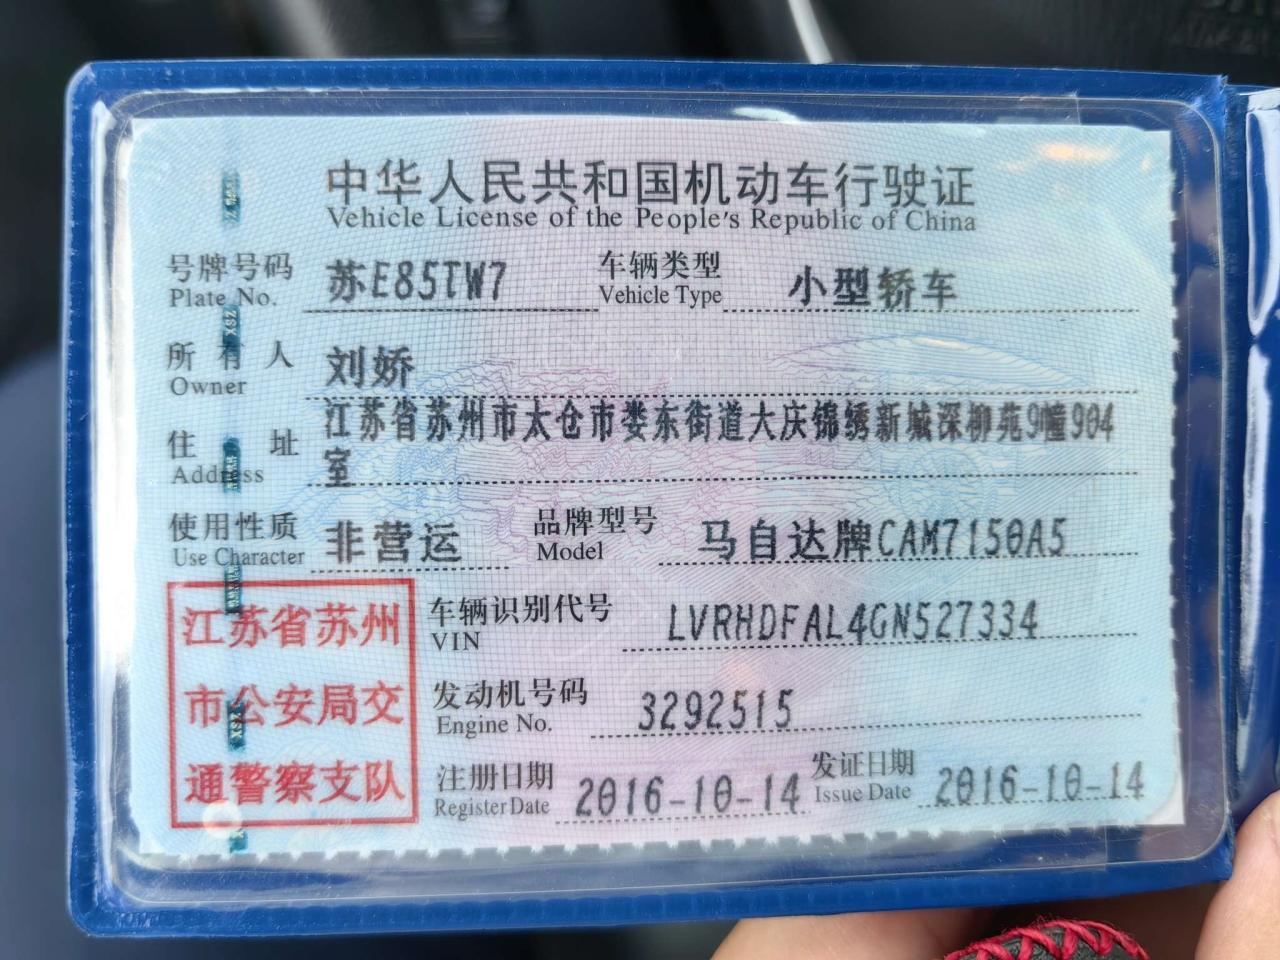 中华人民共和国机动车行驶证
Vehicle License of the People's Republic of China
号牌号码 苏E85TW7 车辆类型 小型轿车
Plate No. Vehicle Type
所有人 刘娇
Owner
住址 江苏省苏州市太仓市娄东街道大庆锦绣新城深柳苑9幢904
室
Address
使用性质 非营运 品牌型号 马自达牌CAM7150A5
Use Character Model
江苏省苏州
市公安局交
通警察支队
车辆识别代号 LVRHDFAL4GN527334
VIN
发动机号码 3292515
Engine No.
注册日期 2016-10-14 发证日期 2016-10-14
Register Date Issue Date
XSZ
XSZ